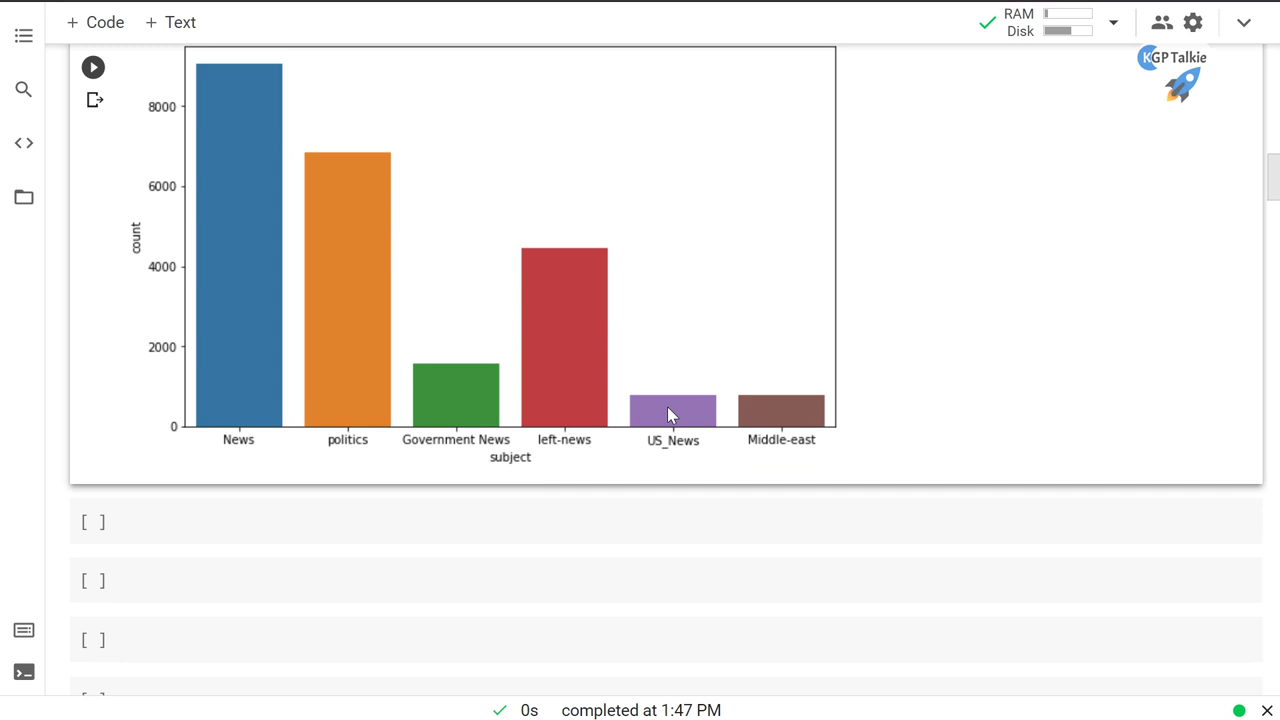 + Code + Text
RAM
Disk
KGP Talkie
8000
6000
4000
2000
0
count
News politics Government News left-news US_News Middle-east
subject
[ ]
[ ]
[ ]
0s completed at 1:47 PM